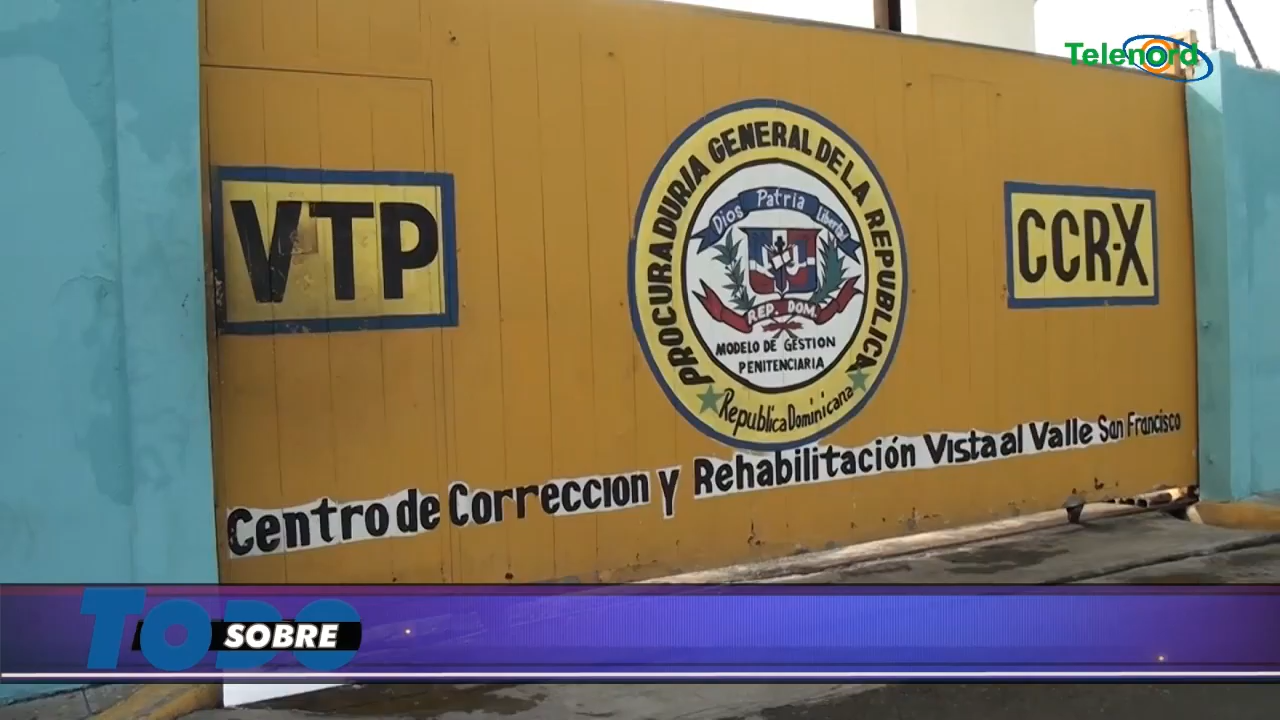 Telenord
VTP
PROCURADURIA GENERAL DE LA REPUBLICA
Dios Patria Libertad
REP. DOM.
MODELO DE GESTION
PENITENCIARIA
Republica Dominicana
CCR-X
Centro de Correccion y Rehabilitación Vista al Valle San Francisco
TODO
SOBRE